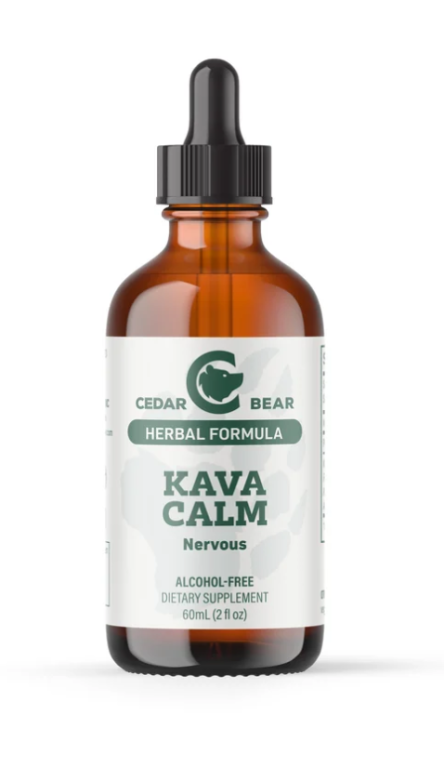 CEDAR BEAR
HERBAL FORMULA
KAVA
CALM
Nervous
ALCOHOL-FREE
DIETARY SUPPLEMENT
60mL (2 fl oz)